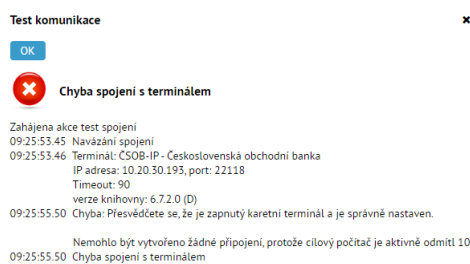 Test komunikace
OK
Chyba spojení s terminálem
Zahájena akce test spojení
09:25:53.45 Navázání spojení
09:25:53.46 Terminál: ČSOB-IP - Československá obchodní banka
IP adresa: 10.20.30.193, port: 22118
Timeout: 90
verze knihovny: 6.7.2.0 (D)
09:25:55.50 Chyba: Přesvědčete se, že je zapnutý karetní terminál a je správně nastaven.
Nemohlo být vytvořeno žádné připojení, protože cílový počítač je aktivně odmítl 10
09:25:55.50 Chyba spojení s terminálem